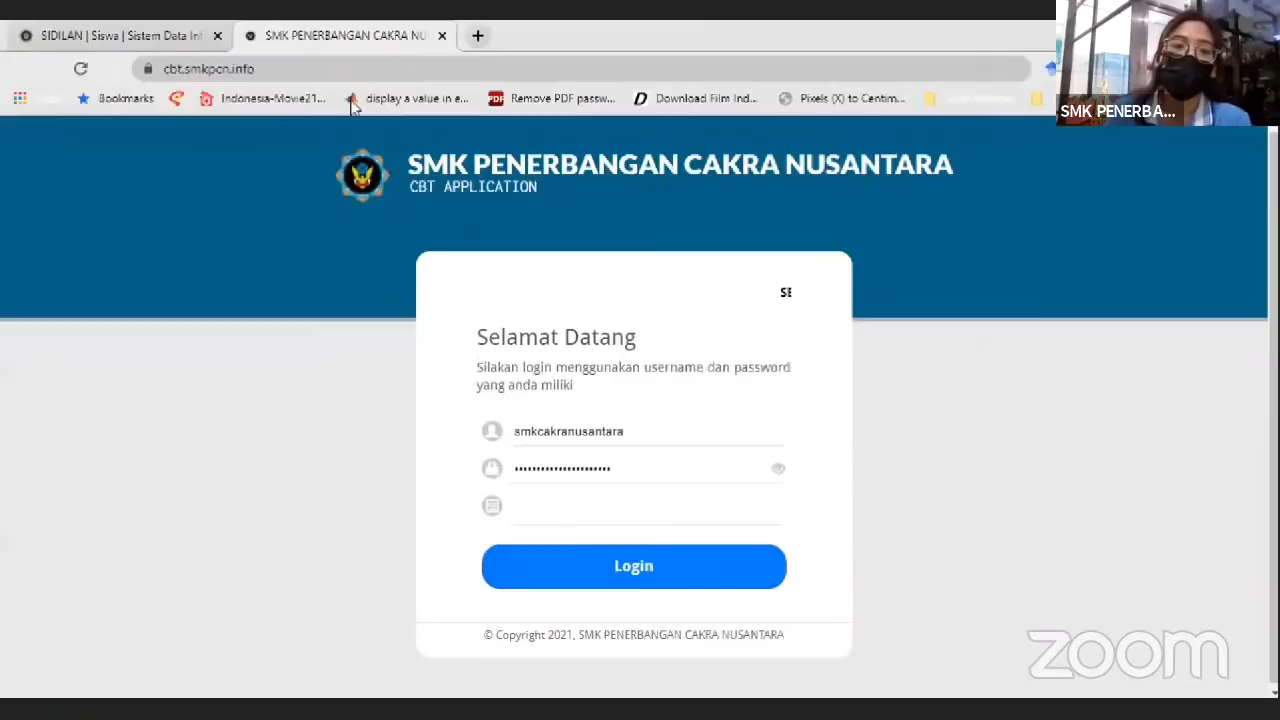 SIDILAN | Siswa | Sistem Data Inf
SMK PENERBANGAN CAKRA NU
cbt.smkpcn.info
Bookmarks
Indonesia-Movie21...
display a value in e...
PDF
Remove PDF passw...
D
Download Film Ind...
Pixels (X) to Centim...
SMK PENERBA...
SMK PENERBANGAN CAKRA NUSANTARA
CBT APPLICATION
Selamat Datang
Silakan login menggunakan username dan password
yang anda miliki
smkcakranusantara
Login
© Copyright 2021, SMK PENERBANGAN CAKRA NUSANTARA
zoom